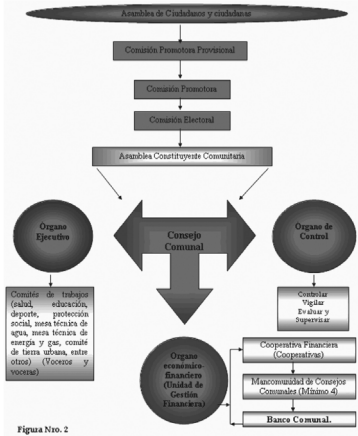 Asamblea de Ciudadanos y ciudadanas
Comisión Promotora Provisional
Comisión Promotora
Comisión Electoral
Asamblea Constituyente Comunitaria
Órgano
Ejecutivo
Consejo
Comunal
Órgano de
Control
Comités de trabajos
(salud, educación,
deporte, protección
social, mesa técnica de
agua, mesa técnica de
energía y gas, comité
de tierra urbana, entre
otros) (Voceros y
voceras)
Controlar
Vigilar
Evaluar y
Supervisar
Órgano
económico-
financiero
(Unidad de
Gestión
Financiera)
Cooperativa Financiera
(Cooperativas)
Mancomunidad de Consejos
Comunales (Mínimo 4)
Banco Comunal.
Figura Nro. 2